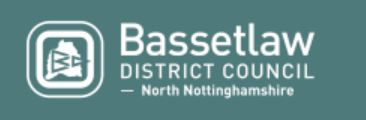 Bassetlaw
DISTRICT COUNCIL
— North Nottinghamshire